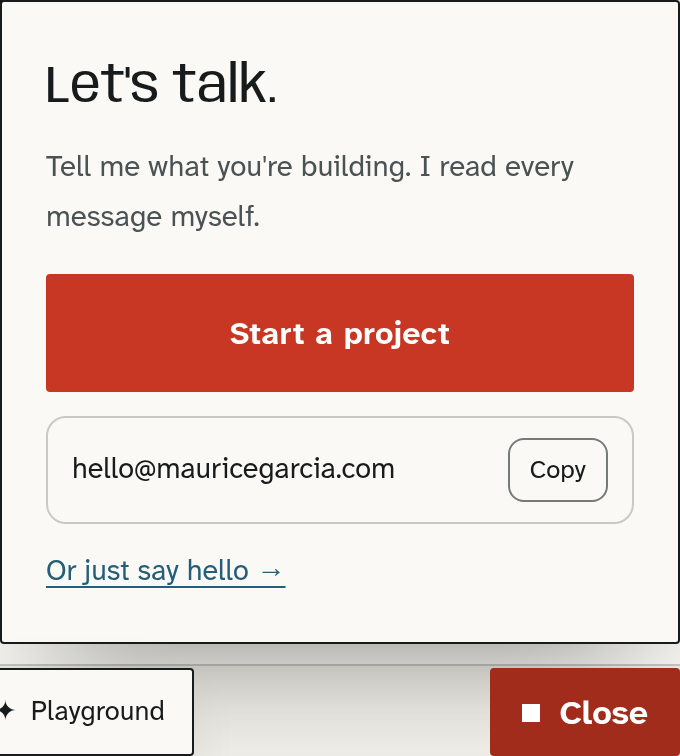 Let's talk.
Tell me what you're building. I read every
message myself.
Start a project
hello@mauricegarcia.com
Copy
Or just say hello →
✦ Playground
Close